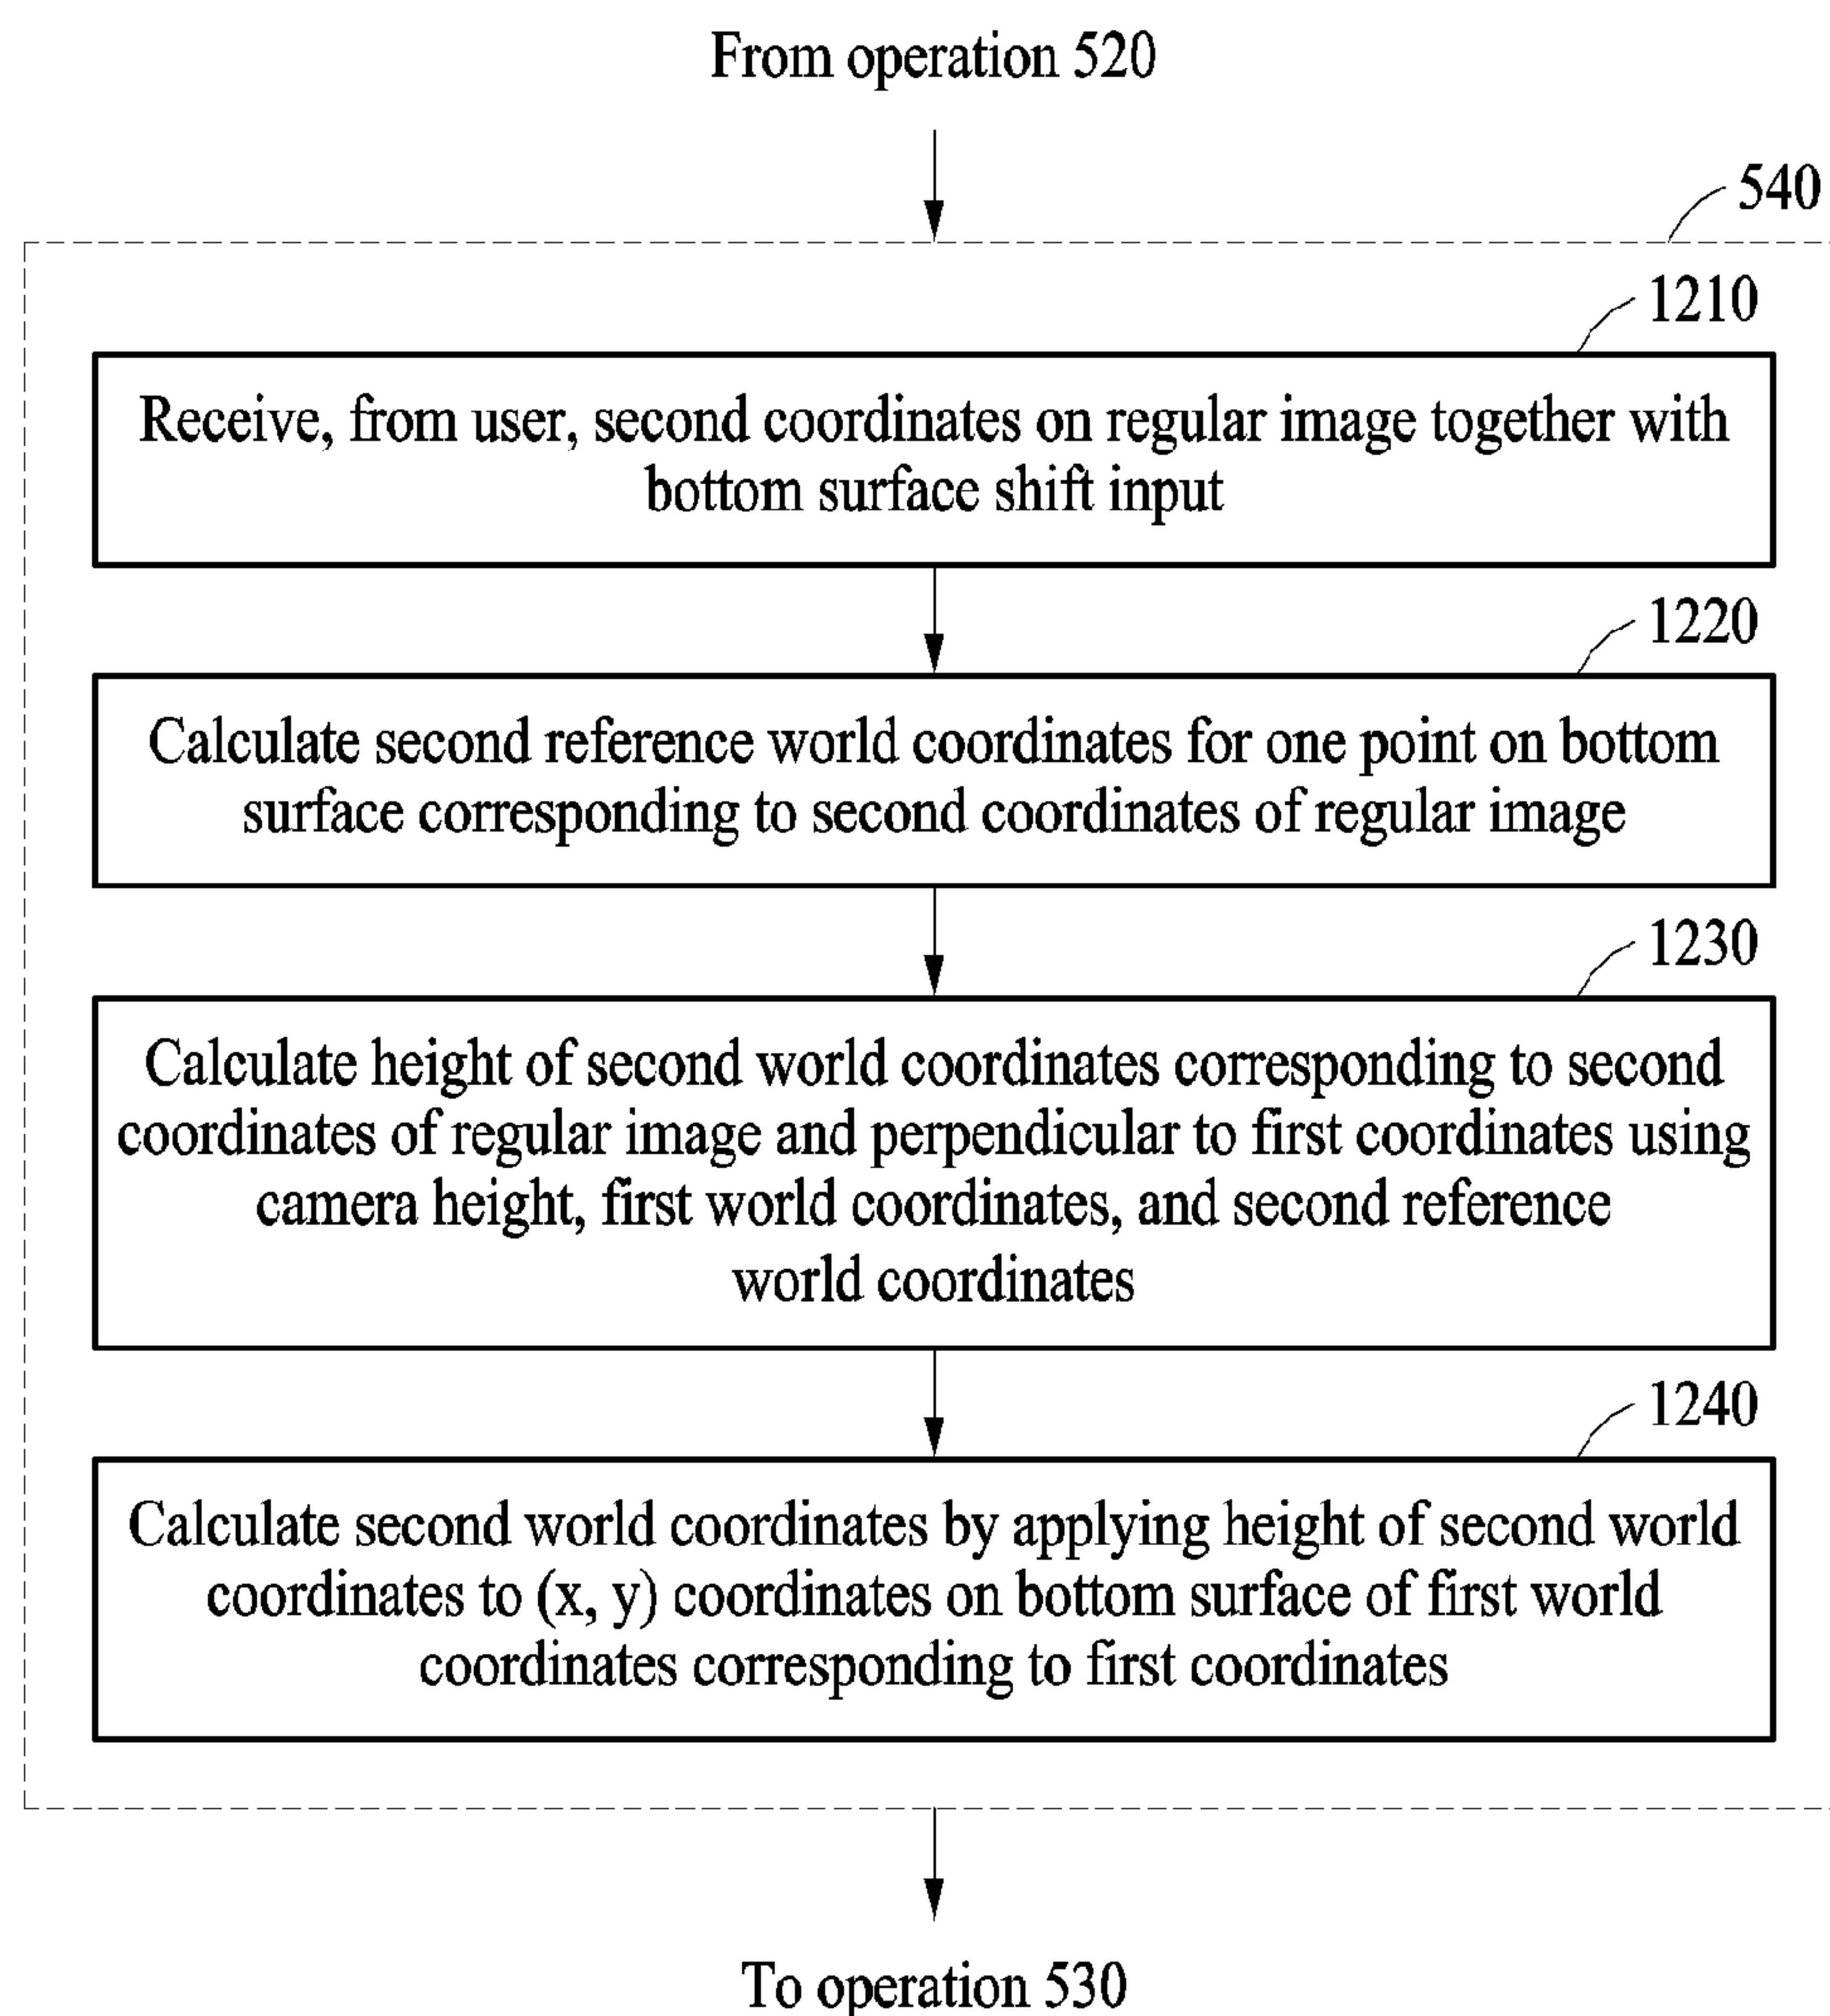 From operation 520
540
1210
Receive, from user, second coordinates on regular image together with
bottom surface shift input
1220
Calculate second reference world coordinates for one point on bottom
surface corresponding to second coordinates of regular image
1230
Calculate height of second world coordinates corresponding to second
coordinates of regular image and perpendicular to first coordinates using
camera height, first world coordinates, and second reference
world coordinates
1240
Calculate second world coordinates by applying height of second world
coordinates to (x, y) coordinates on bottom surface of first world
coordinates corresponding to first coordinates
To operation 530